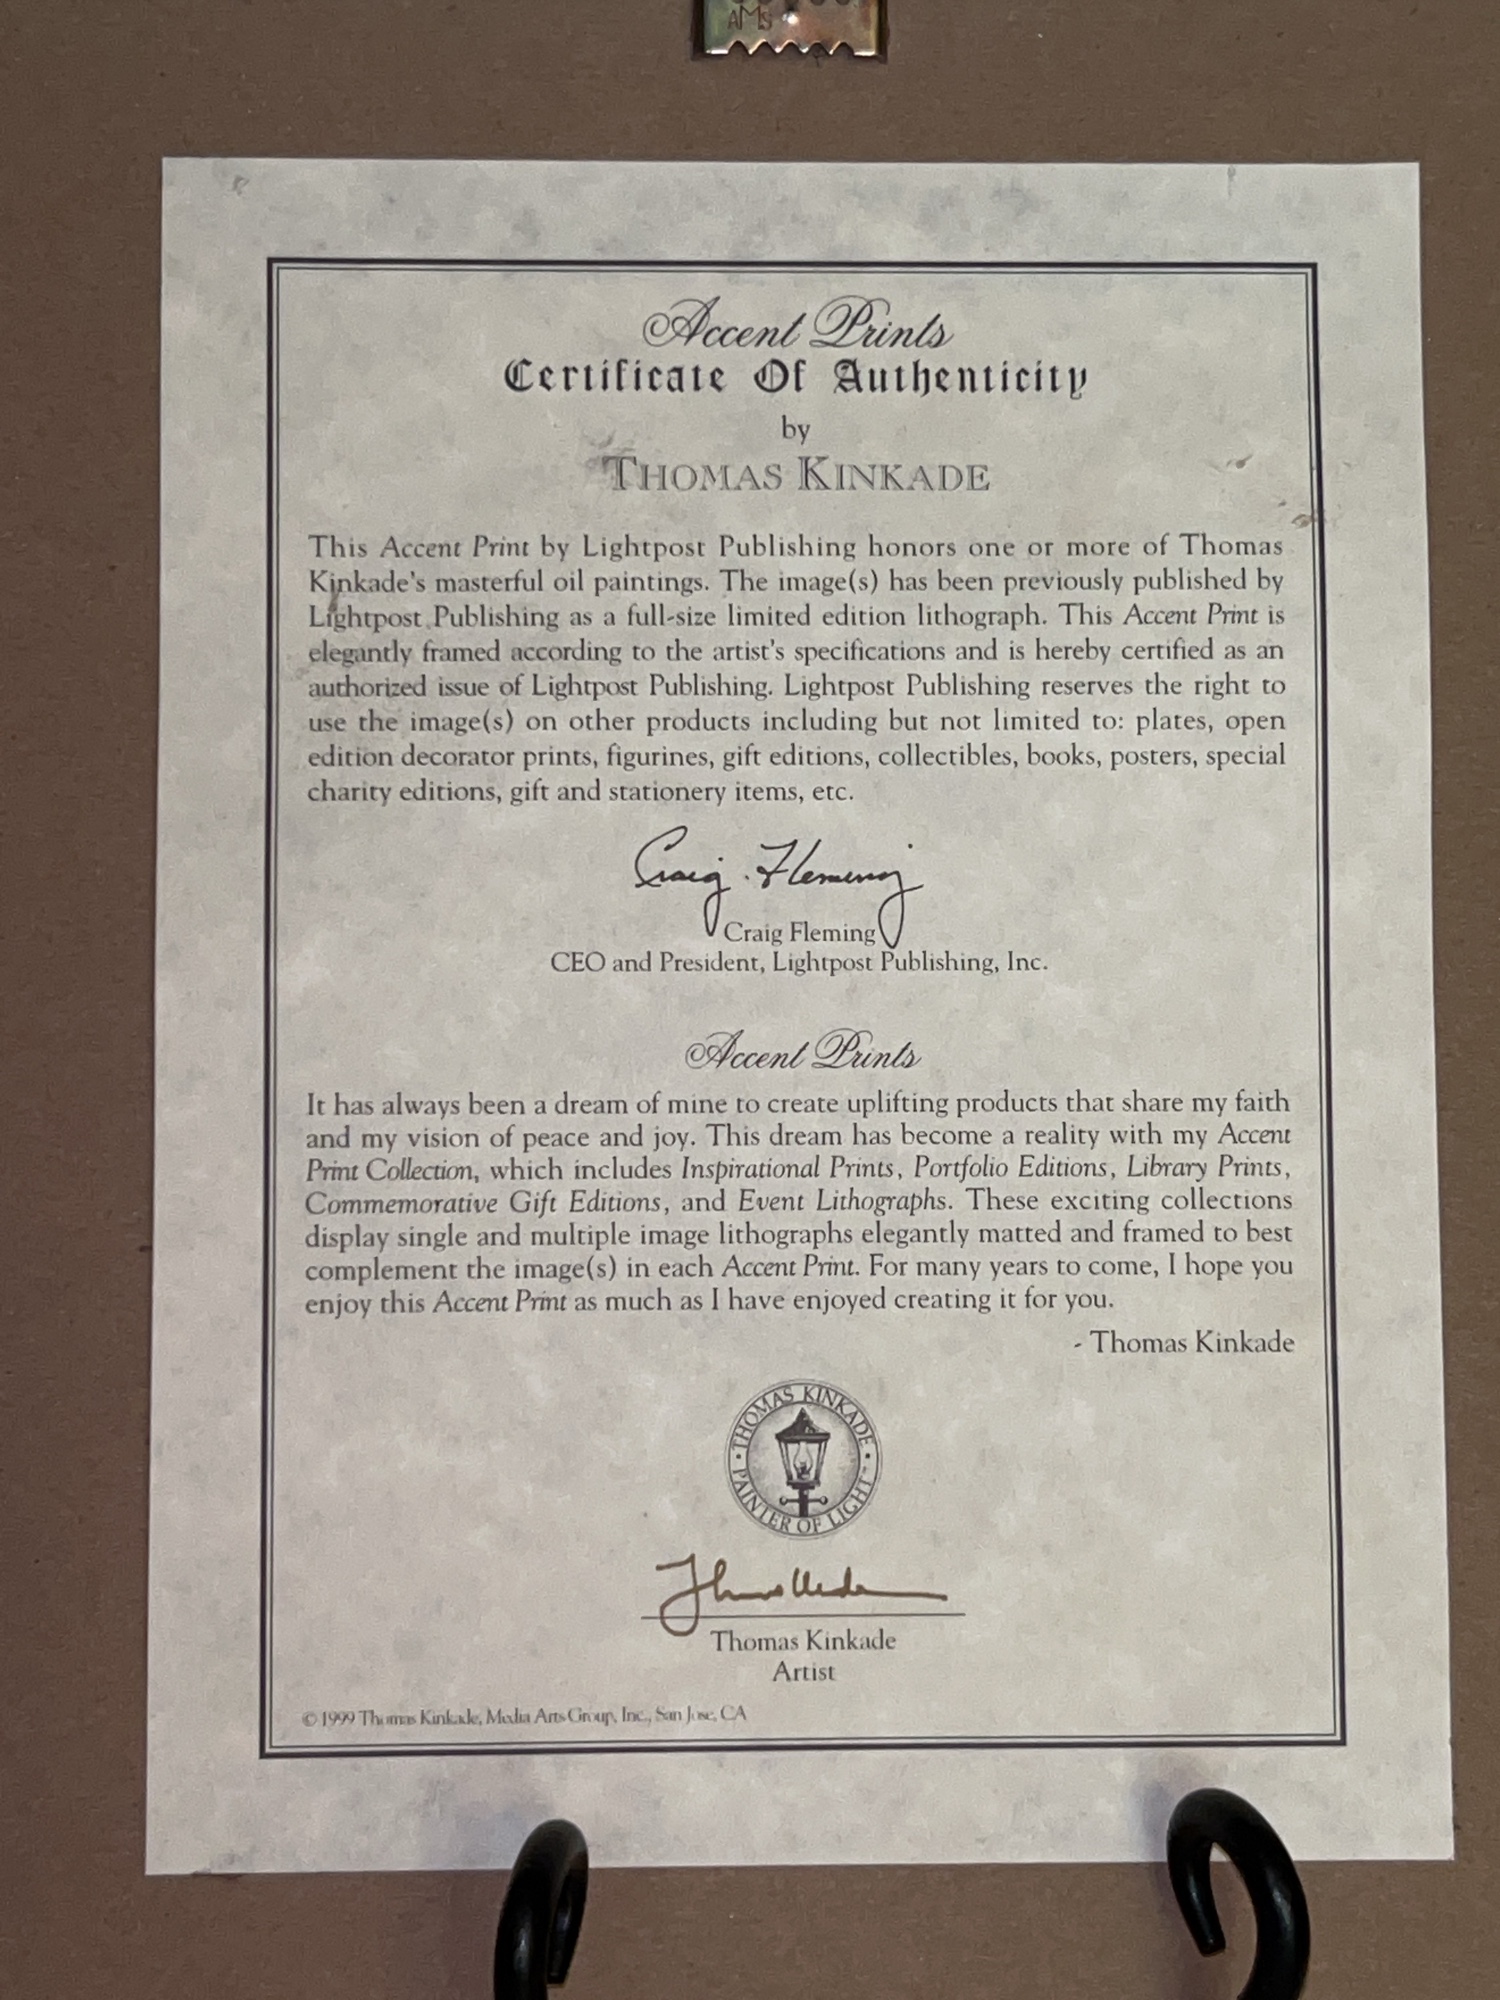 AMS
Accent Prints
Certificate Of Authenticity
by
THOMAS KINKADE
This Accent Print by Lightpost Publishing honors one or more of Thomas
Kinkade's masterful oil paintings. The image(s) has been previously published by
Lightpost Publishing as a full-size limited edition lithograph. This Accent Print is
elegantly framed according to the artist's specifications and is hereby certified as an
authorized issue of Lightpost Publishing. Lightpost Publishing reserves the right to
use the image(s) on other products including but not limited to: plates, open
edition decorator prints, figurines, gift editions, collectibles, books, posters, special
charity editions, gift and stationery items, etc.
Craig Fleming
Craig Fleming
CEO and President, Lightpost Publishing, Inc.
Accent Prints
It has always been a dream of mine to create uplifting products that share my faith
and my vision of peace and joy. This dream has become a reality with my Accent
Print Collection, which includes Inspirational Prints, Portfolio Editions, Library Prints,
Commemorative Gift Editions, and Event Lithographs. These exciting collections
display single and multiple image lithographs elegantly matted and framed to best
complement the image(s) in each Accent Print. For many years to come, I hope you
enjoy this Accent Print as much as I have enjoyed creating it for you.
- Thomas Kinkade
THOMAS KINKADE
• PAINTER OF LIGHT •
Thomas Kinkade
Artist
© 1999 Thomas Kinkade, Media Arts Group, Inc., San Jose, CA